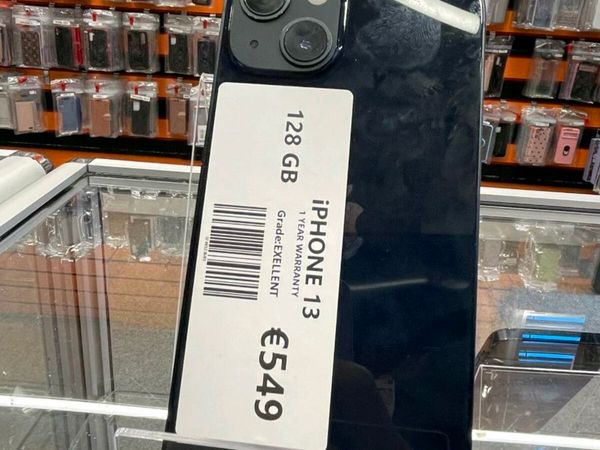 iPHONE 13
1 YEAR WARRANTY
Grade:EXELLENT
128 GB
€549